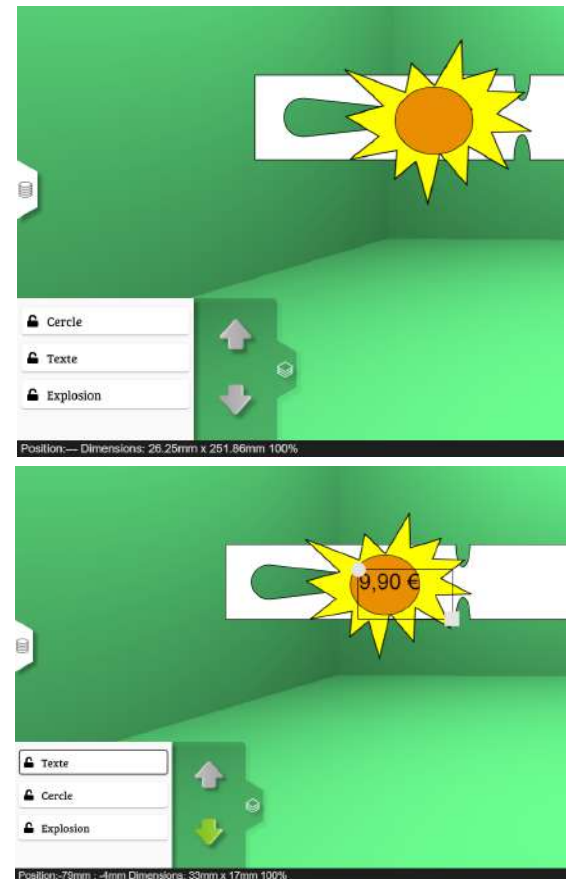 Cercle
Texte
Explosion
Position:--- Dimensions: 26.25mm x 251.86mm 100%
9,90 €
Texte
Cercle
Explosion
Position:-79mm : -4mm Dimensions: 33mm x 17mm 100%